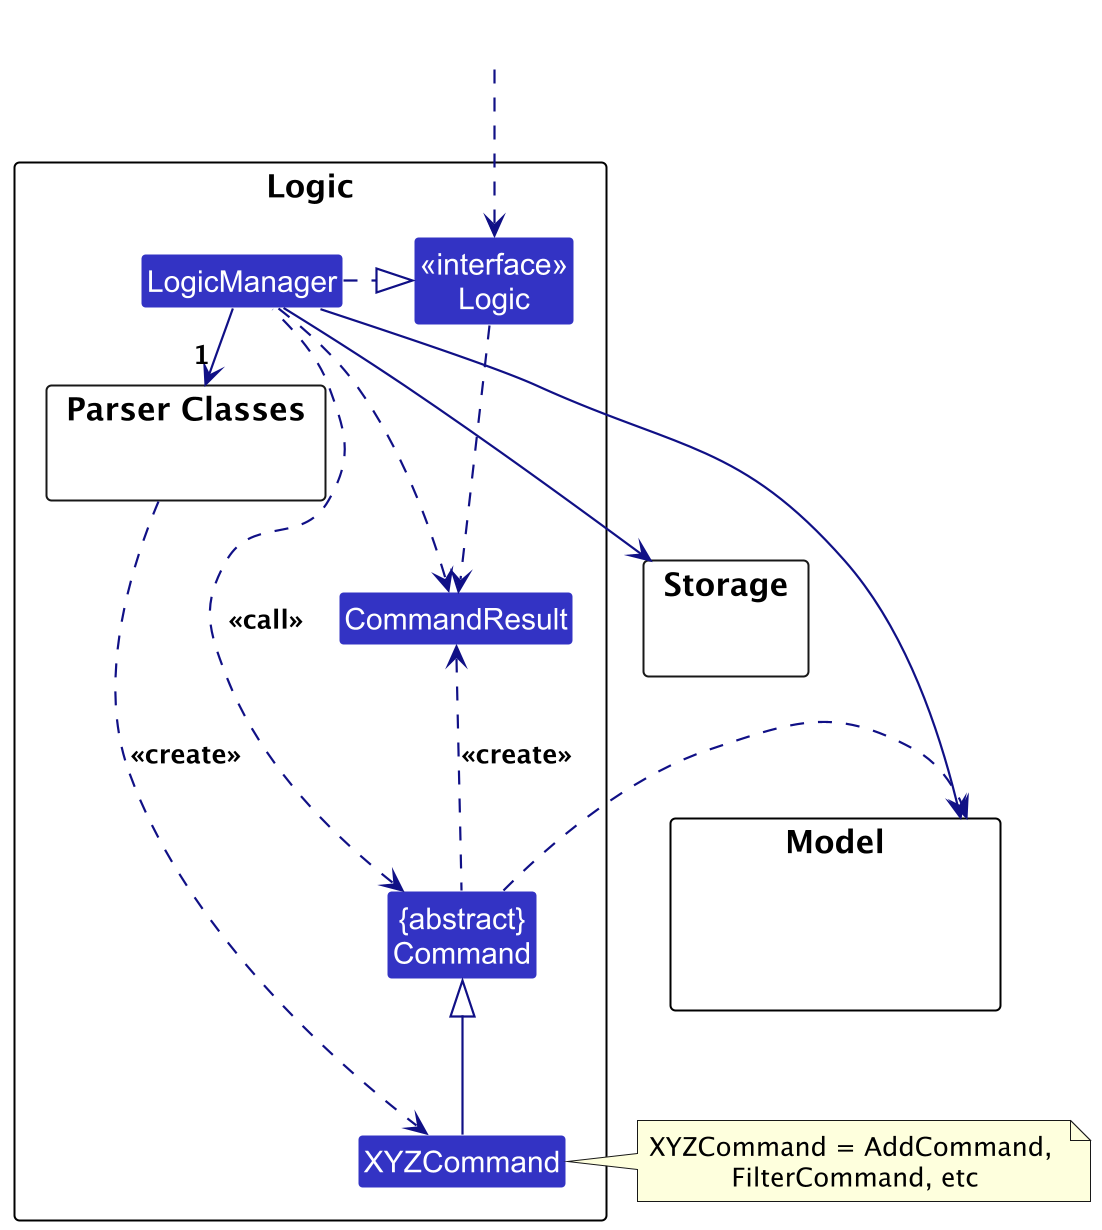 Logic
LogicManager
«interface»
Logic
1
Parser Classes
Storage
CommandResult
«call»
«create»
«create»
Model
{abstract}
Command
XYZCommand
XYZCommand = AddCommand,
FilterCommand, etc